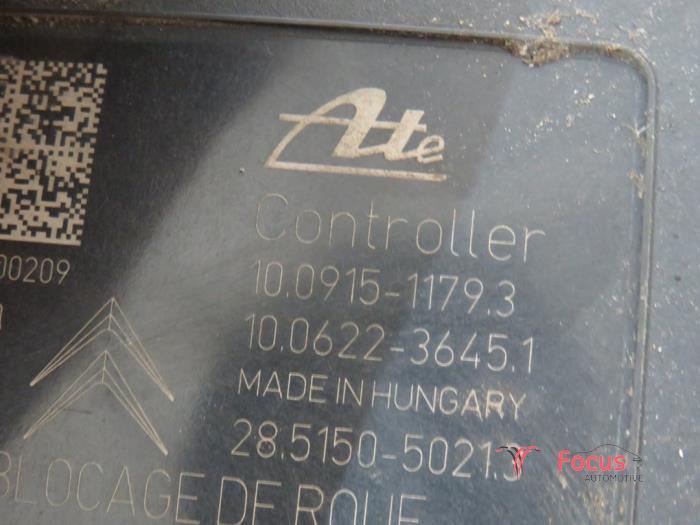 Ate
Controller
00209
10.0915-1179.3
10.0622-3645.1
MADE IN HUNGARY
28.5150-5021.3
BLOCAGE DE ROUE
Focus
AUTOMOTIVE